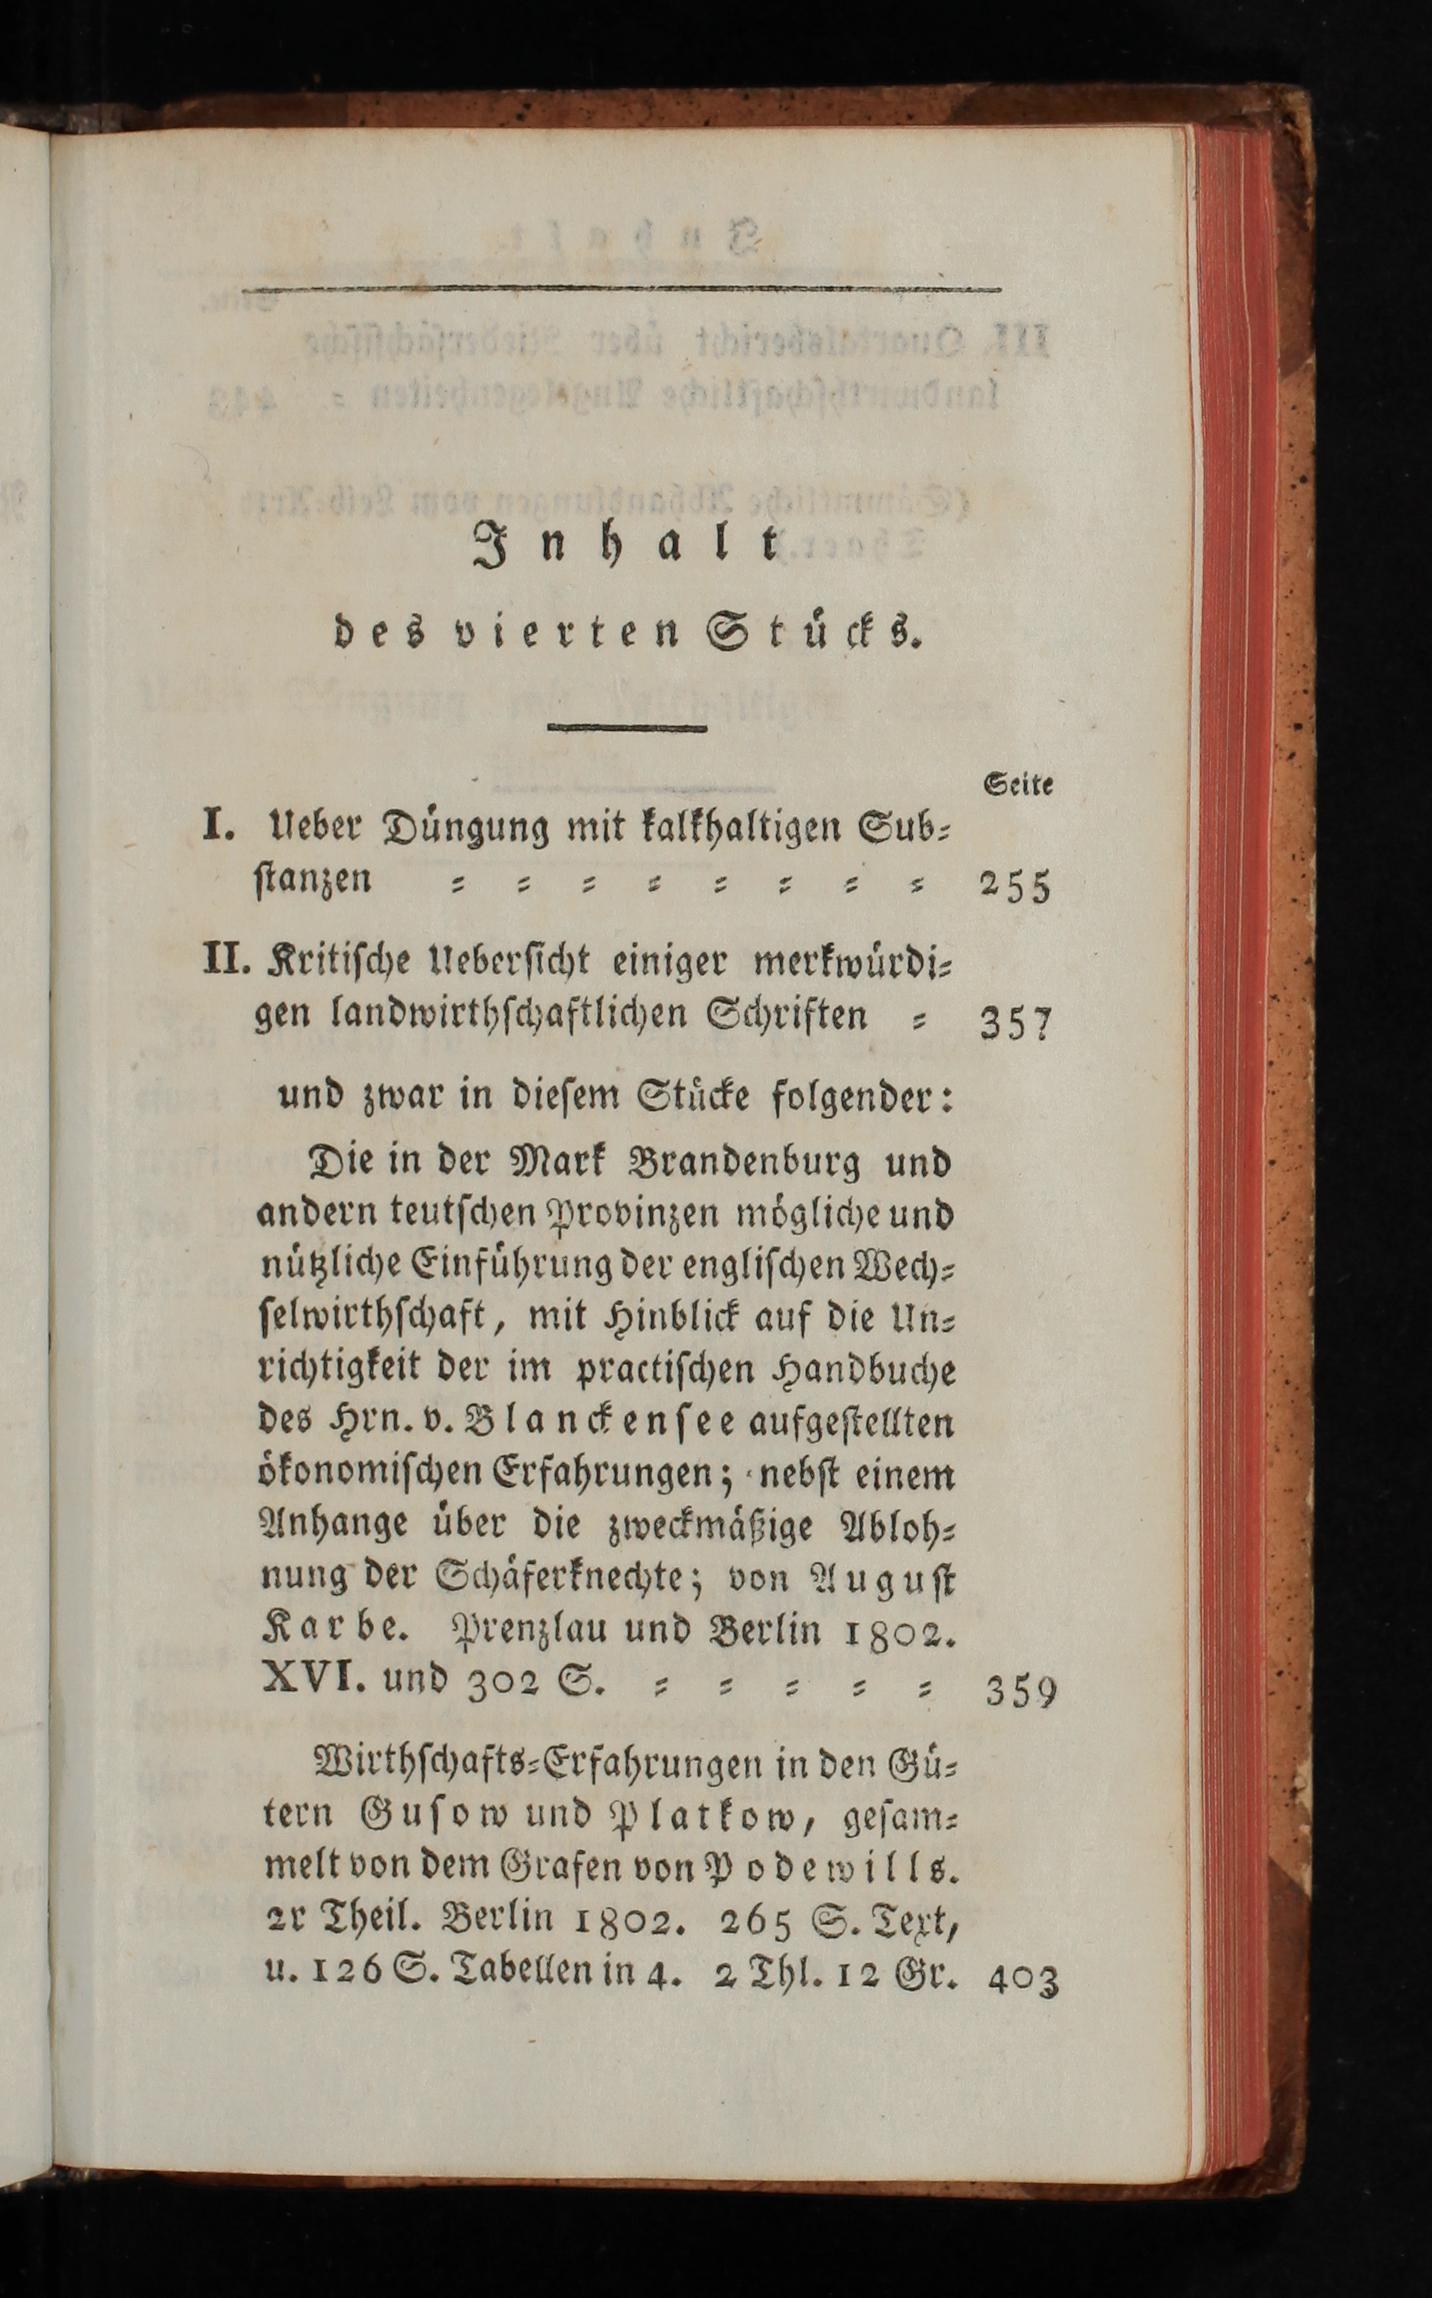 Inhalt
des vierten Stücks.
Seite
I. Ueber Düngung mit kalkhaltigen Sub-
stanzen = = = = = = = = 255
II. Kritische Uebersicht einiger merkwürdi-
gen landwirthschaftlichen Schriften = 357
und zwar in diesem Stücke folgender:
Die in der Mark Brandenburg und
andern teutschen Provinzen mögliche und
nützliche Einführung der englischen Wech-
selwirthschaft, mit Hinblick auf die Un-
richtigkeit der im practischen Handbuche
des Hrn. v. Blanckensee aufgestellten
ökonomischen Erfahrungen; nebst einem
Anhange über die zweckmäßige Abloh-
nung der Schäferknechte; von August
Karbe. Prenzlau und Berlin 1802.
XVI. und 302 S. = = = = = 359
Wirthschafts-Erfahrungen in den Gü-
tern Gusow und Platkow, gesam-
melt von dem Grafen von Podewills.
2r Theil. Berlin 1802. 265 S. Text,
u. 126 S. Tabellen in 4. 2 Thl. 12 Gr. 403